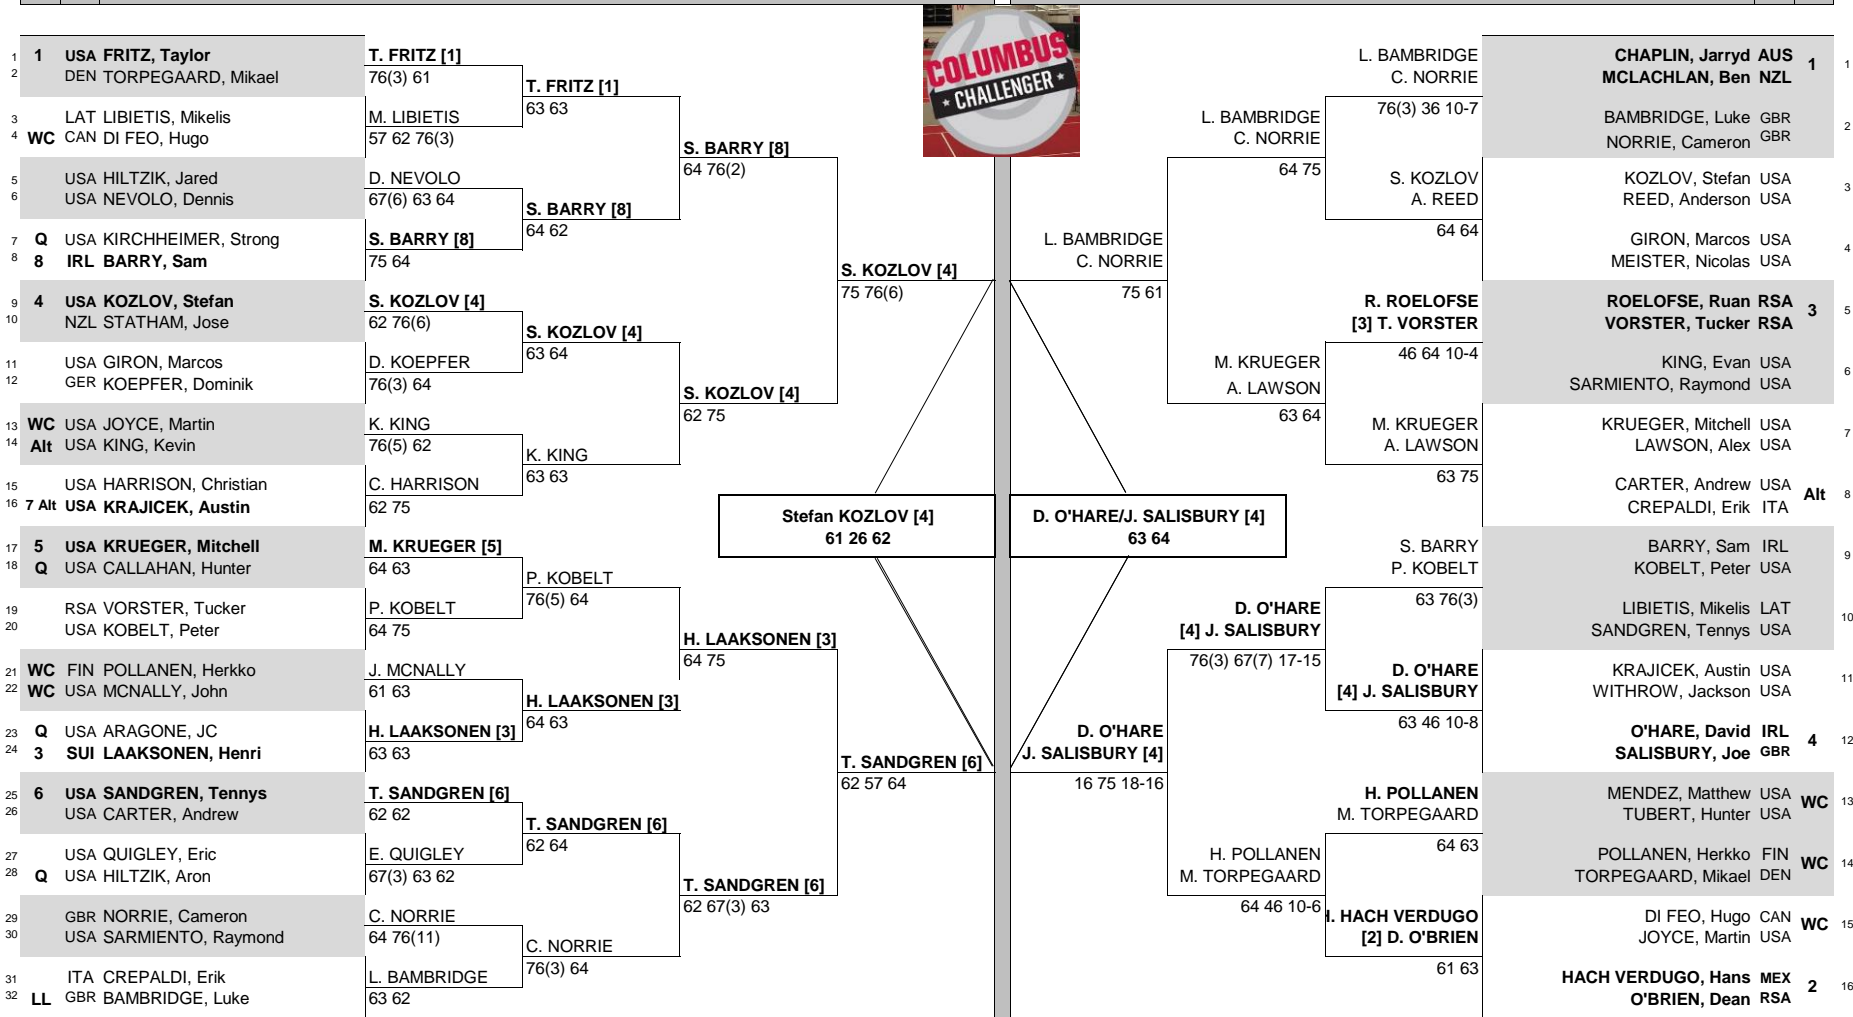 COLUMBUS
CHALLENGER
1 1 USA FRITZ, Taylor
2 DEN TORPEGAARD, Mikael
3 LAT LIBIETIS, Mikelis
4 WC CAN DI FEO, Hugo
5 USA HILTZIK, Jared
6 USA NEVOLO, Dennis
7 Q USA KIRCHHEIMER, Strong
8 8 IRL BARRY, Sam
9 4 USA KOZLOV, Stefan
10 NZL STATHAM, Jose
11 USA GIRON, Marcos
12 GER KOEPFER, Dominik
13 WC USA JOYCE, Martin
14 Alt USA KING, Kevin
15 USA HARRISON, Christian
16 7 Alt USA KRAJICEK, Austin
17 5 USA KRUEGER, Mitchell
18 Q USA CALLAHAN, Hunter
19 RSA VORSTER, Tucker
20 USA KOBELT, Peter
21 WC FIN POLLANEN, Herkko
22 WC USA MCNALLY, John
23 Q USA ARAGONE, JC
24 3 SUI LAAKSONEN, Henri
25 6 USA SANDGREN, Tennys
26 USA CARTER, Andrew
27 USA QUIGLEY, Eric
28 Q USA HILTZIK, Aron
29 GBR NORRIE, Cameron
30 USA SARMIENTO, Raymond
31 ITA CREPALDI, Erik
32 LL GBR BAMBRIDGE, Luke
T. FRITZ [1]
76(3) 61
M. LIBIETIS
57 62 76(3)
D. NEVOLO
67(6) 63 64
S. BARRY [8]
75 64
S. KOZLOV [4]
62 76(6)
D. KOEPFER
76(3) 64
K. KING
76(5) 62
C. HARRISON
62 75
M. KRUEGER [5]
64 63
P. KOBELT
64 75
J. MCNALLY
61 63
H. LAAKSONEN [3]
63 63
T. SANDGREN [6]
62 62
E. QUIGLEY
67(3) 63 62
C. NORRIE
64 76(11)
L. BAMBRIDGE
63 62
T. FRITZ [1]
63 63
S. BARRY [8]
64 62
S. KOZLOV [4]
63 64
K. KING
63 63
P. KOBELT
76(5) 64
H. LAAKSONEN [3]
64 63
T. SANDGREN [6]
62 64
C. NORRIE
76(3) 64
S. BARRY [8]
64 76(2)
S. KOZLOV [4]
62 75
H. LAAKSONEN [3]
64 75
T. SANDGREN [6]
62 67(3) 63
S. KOZLOV [4]
75 76(6)
T. SANDGREN [6]
62 57 64
Stefan KOZLOV [4]
61 26 62
D. O'HARE/J. SALISBURY [4]
63 64
L. BAMBRIDGE
C. NORRIE
75 61
D. O'HARE
J. SALISBURY [4]
16 75 18-16
L. BAMBRIDGE
C. NORRIE
64 75
M. KRUEGER
A. LAWSON
63 64
D. O'HARE
[4] J. SALISBURY
76(3) 67(7) 17-15
H. POLLANEN
M. TORPEGAARD
64 46 10-6
L. BAMBRIDGE
C. NORRIE
76(3) 36 10-7
S. KOZLOV
A. REED
64 64
R. ROELOFSE
[3] T. VORSTER
46 64 10-4
M. KRUEGER
A. LAWSON
63 75
S. BARRY
P. KOBELT
63 76(3)
D. O'HARE
[4] J. SALISBURY
63 46 10-8
H. POLLANEN
M. TORPEGAARD
64 63
H. HACH VERDUGO
[2] D. O'BRIEN
61 63
CHAPLIN, Jarryd AUS 1 1
MCLACHLAN, Ben NZL
BAMBRIDGE, Luke GBR 2
NORRIE, Cameron GBR
KOZLOV, Stefan USA 3
REED, Anderson USA
GIRON, Marcos USA 4
MEISTER, Nicolas USA
ROELOFSE, Ruan RSA 3 5
VORSTER, Tucker RSA
KING, Evan USA 6
SARMIENTO, Raymond USA
KRUEGER, Mitchell USA 7
LAWSON, Alex USA
CARTER, Andrew USA Alt 8
CREPALDI, Erik ITA
BARRY, Sam IRL 9
KOBELT, Peter USA
LIBIETIS, Mikelis LAT 10
SANDGREN, Tennys USA
KRAJICEK, Austin USA 11
WITHROW, Jackson USA
O'HARE, David IRL 4 12
SALISBURY, Joe GBR
MENDEZ, Matthew USA WC 13
TUBERT, Hunter USA
POLLANEN, Herkko FIN WC 14
TORPEGAARD, Mikael DEN
DI FEO, Hugo CAN WC 15
JOYCE, Martin USA
HACH VERDUGO, Hans MEX 2 16
O'BRIEN, Dean RSA